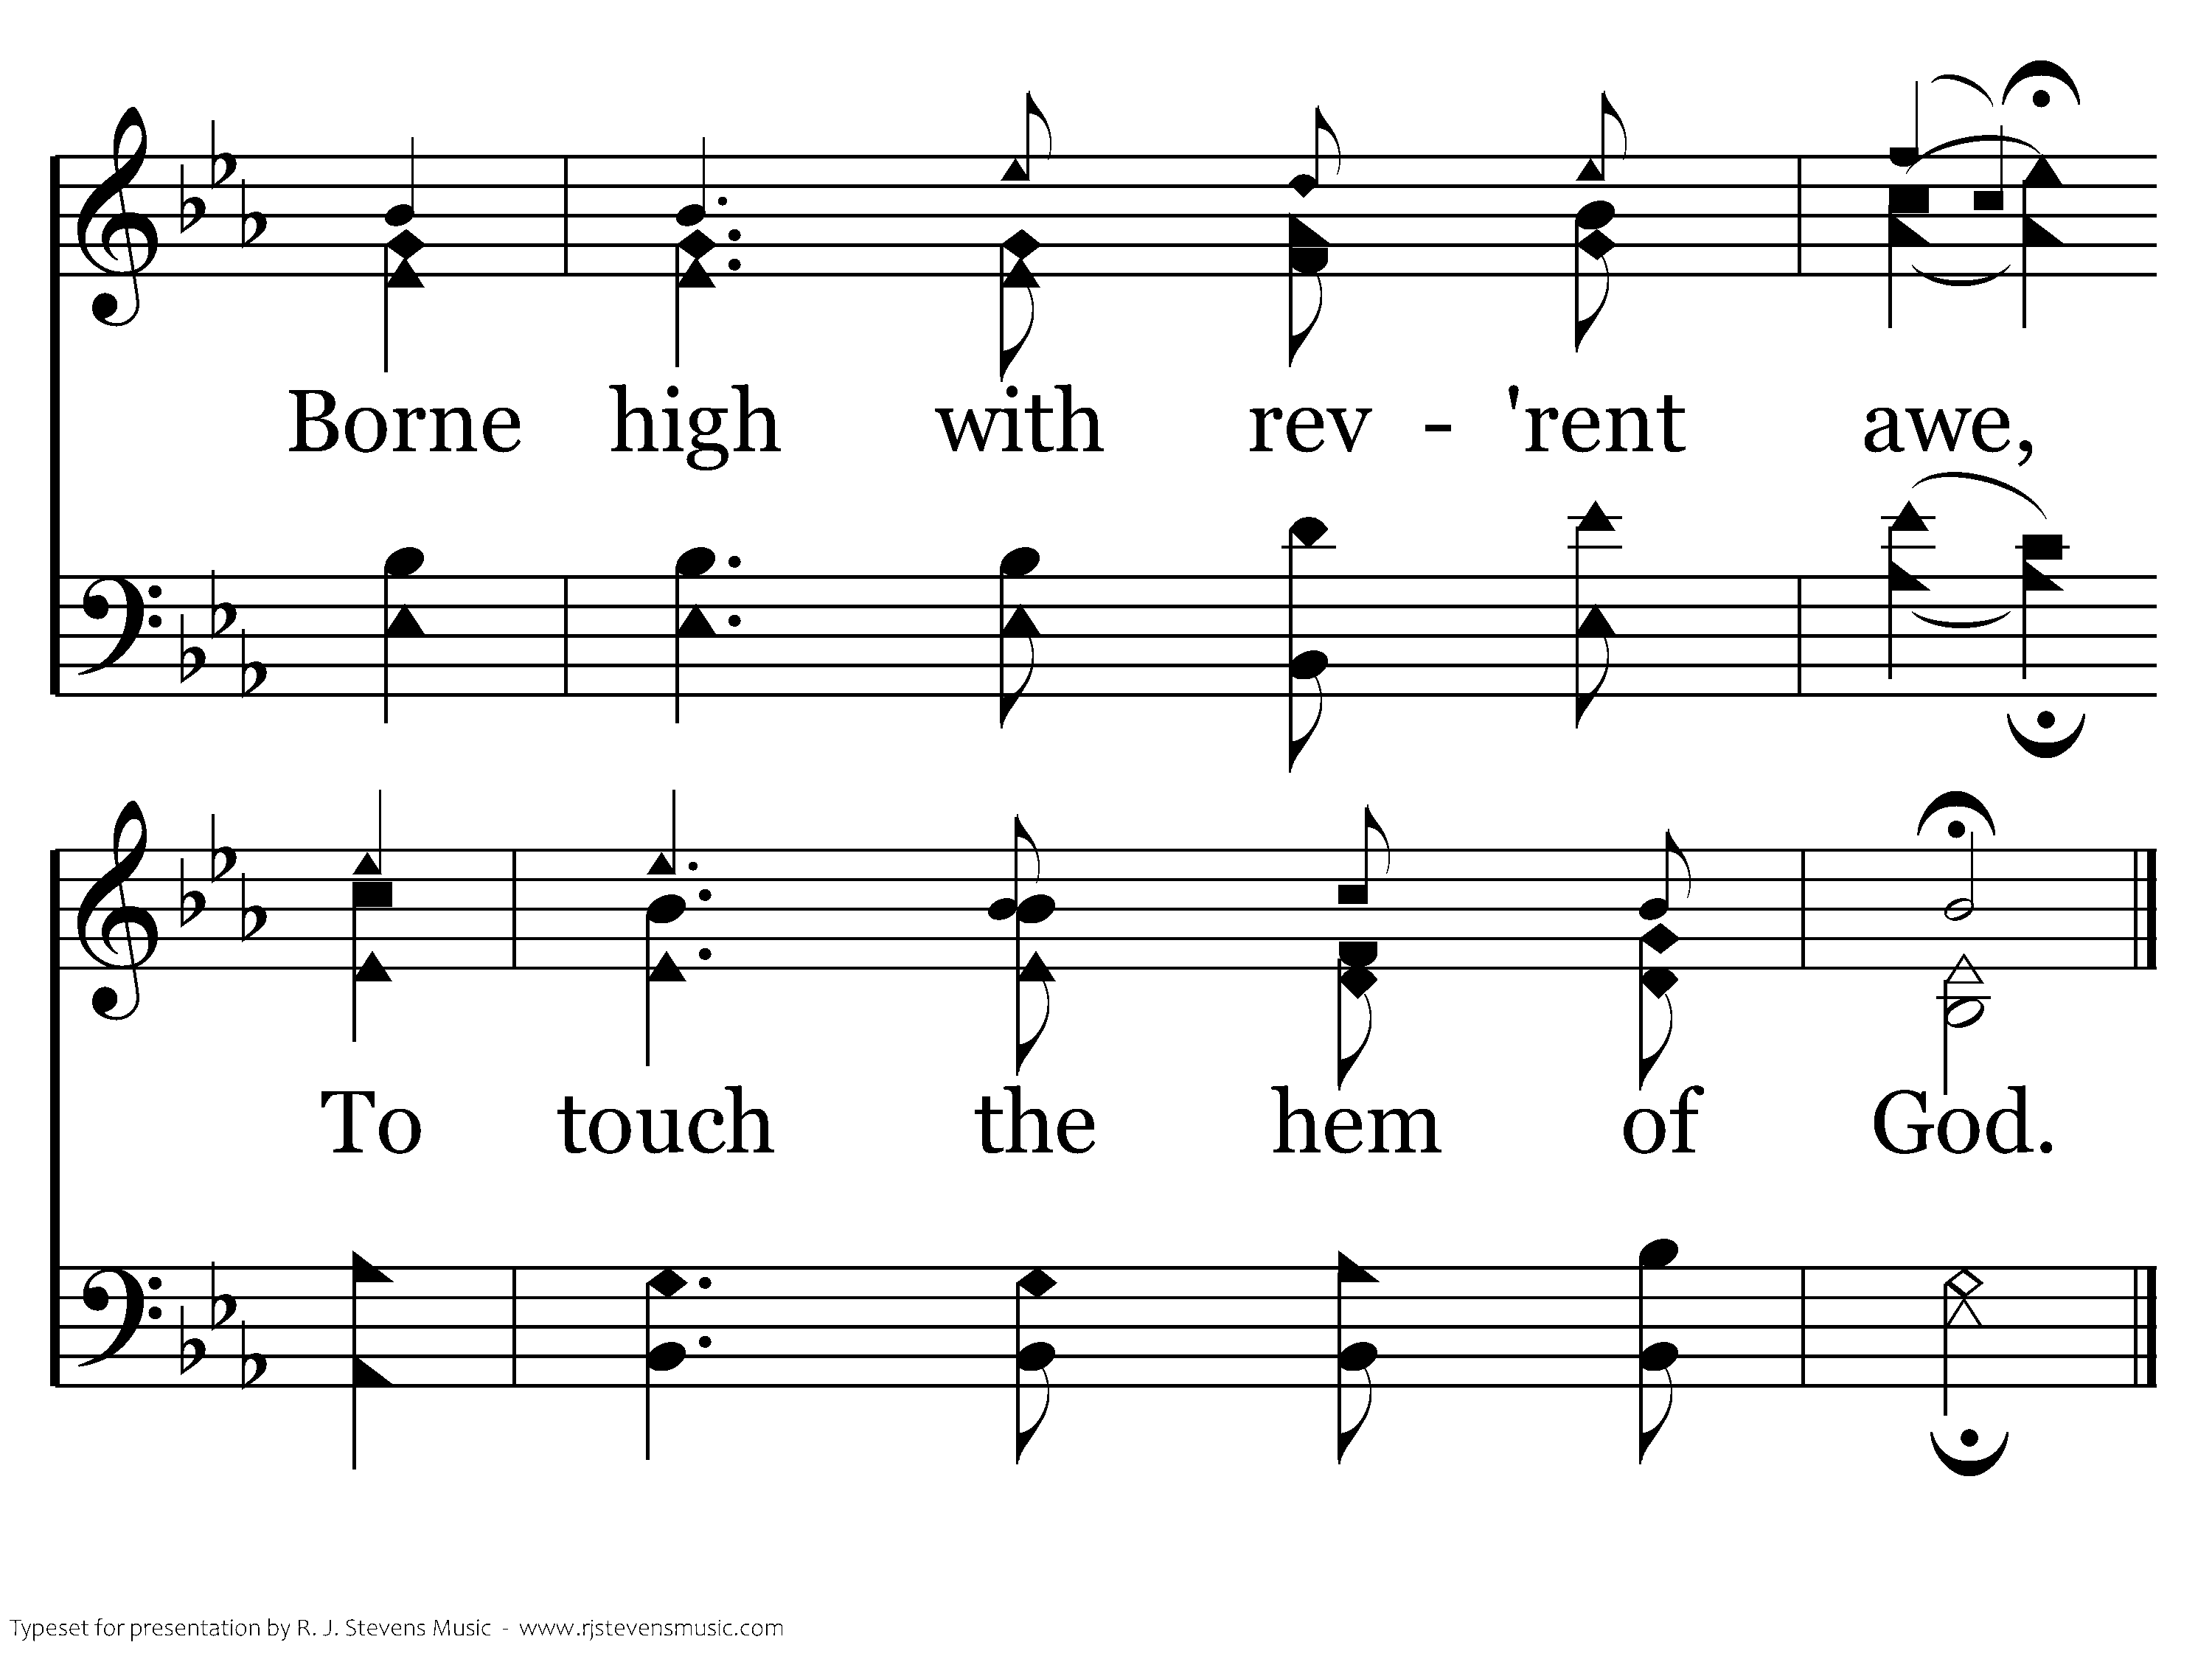 Borne high with rev - 'rent awe,
To touch the hem of God.
Typeset for presentation by R. J. Stevens Music - www.rjstevensmusic.com